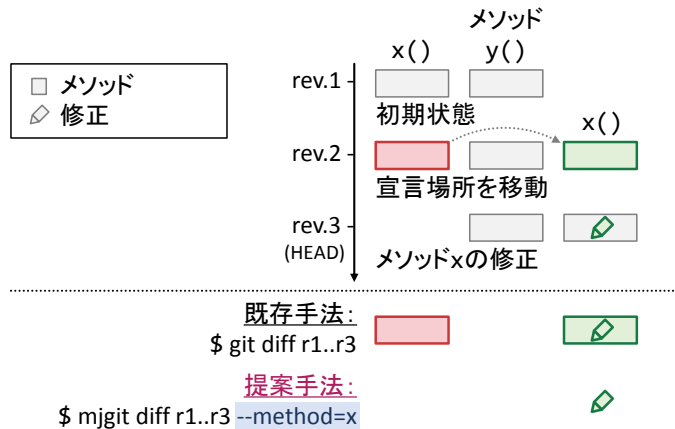 メソッド
x() y()
□ メソッド
修正
rev.1
初期状態
x()
rev.2
宣言場所を移動
rev.3
(HEAD)
メソッドxの修正
既存手法:
$ git diff r1..r3
提案手法:
$ mjgit diff r1..r3 --method=x